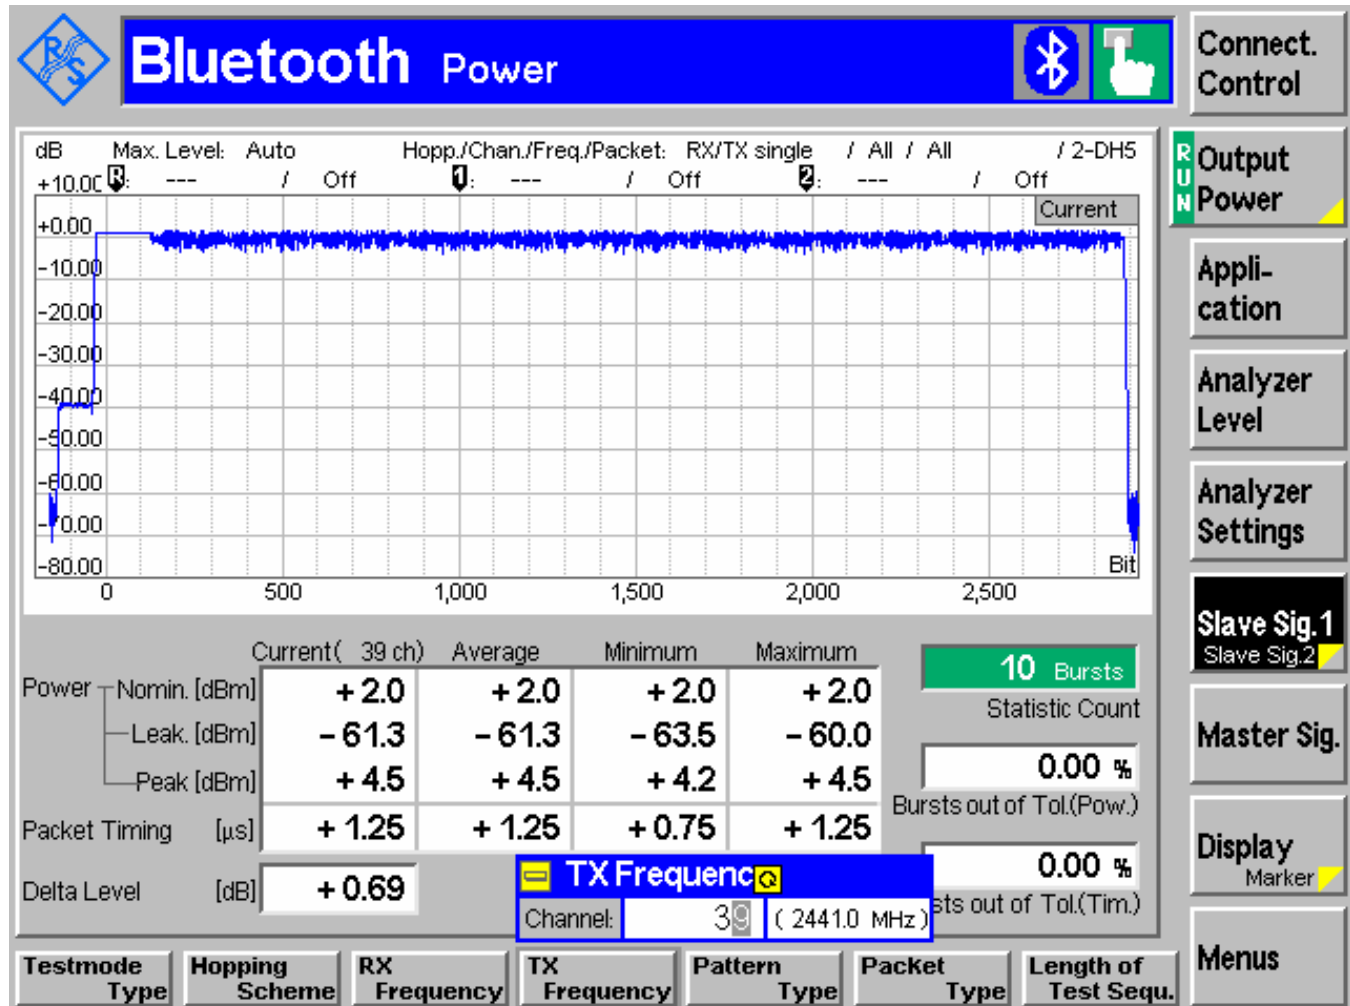 R S
Bluetooth Power
Connect. Control
dB Max. Level: Auto Hopp./Chan./Freq./Packet: RX/TX single / All / All / 2-DH5
R: --- / Off 1: --- / Off 2: --- / Off
Current
+10.00
+0.00
-10.00
-20.00
-30.00
-40.00
-50.00
-60.00
-70.00
-80.00
Bit
0 500 1,000 1,500 2,000 2,500
RUN
Output Power
Appli-
cation
Analyzer
Level
Analyzer
Settings
Slave Sig.1
Slave Sig.2
Master Sig.
Display
Marker
Menus
Current( 39 ch) Average Minimum Maximum
Power Nomin. [dBm] +2.0 +2.0 +2.0 +2.0
Leak. [dBm] -61.3 -61.3 -63.5 -60.0
Peak [dBm] +4.5 +4.5 +4.2 +4.5
Packet Timing [µs] +1.25 +1.25 +0.75 +1.25
Delta Level [dB] +0.69
10 Bursts
Statistic Count
0.00 %
Bursts out of Tol.(Pow.)
0.00 %
sts out of Tol.(Tim.)
TX Frequenc
Channel: 39 ( 2441.0 MHz )
Testmode Type
Hopping Scheme
RX Frequency
TX Frequency
Pattern Type
Packet Type
Length of Test Sequ.